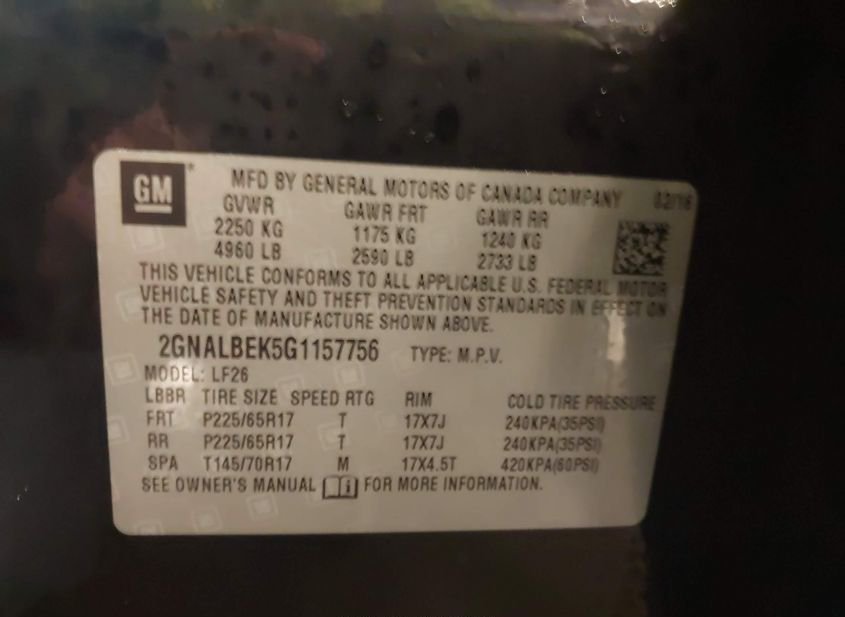 GM
MFD BY GENERAL MOTORS OF CANADA COMPANY 02/16
GVWR GAWR FRT GAWR RR
2250 KG 1175 KG 1240 KG
4960 LB 2590 LB 2733 LB
THIS VEHICLE CONFORMS TO ALL APPLICABLE U.S. FEDERAL MOTOR
VEHICLE SAFETY AND THEFT PREVENTION STANDARDS IN EFFECT ON
THE DATE OF MANUFACTURE SHOWN ABOVE.
2GNALBEK5G1157756 TYPE: M.P.V.
MODEL: LF26
LBBR TIRE SIZE SPEED RTG RIM COLD TIRE PRESSURE
FRT P225/65R17 T 17X7J 240KPA(35PSI)
RR P225/65R17 T 17X7J 240KPA(35PSI)
SPA T145/70R17 M 17X4.5T 420KPA(60PSI)
SEE OWNER'S MANUAL FOR MORE INFORMATION.